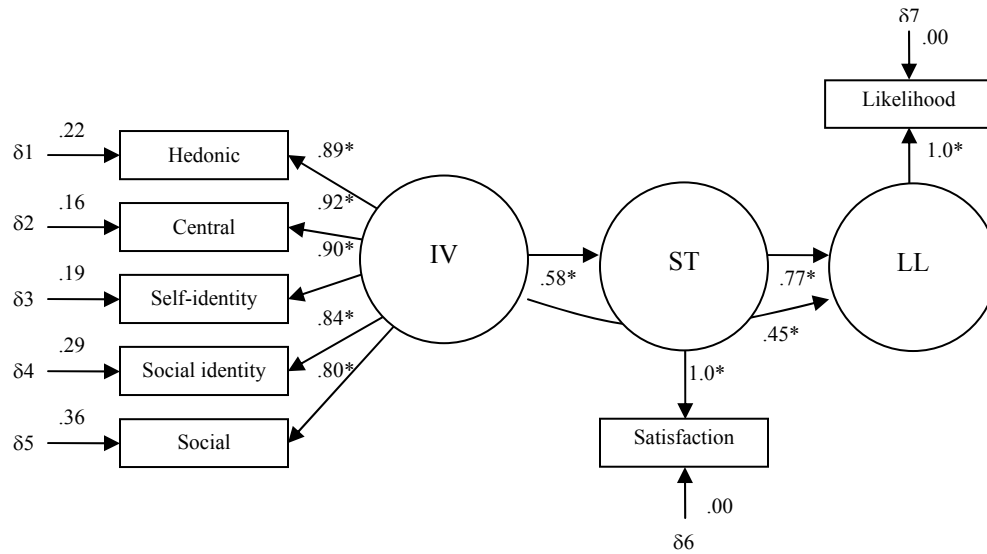 δ7
.00
Likelihood
1.0*
.22
δ1
Hedonic
.89*
.16
δ2
Central
.92*
.19
δ3
Self-identity
.90*
.29
δ4
Social identity
.84*
.36
δ5
Social
.80*
IV
.58*
ST
.77*
.45*
LL
1.0*
Satisfaction
.00
δ6